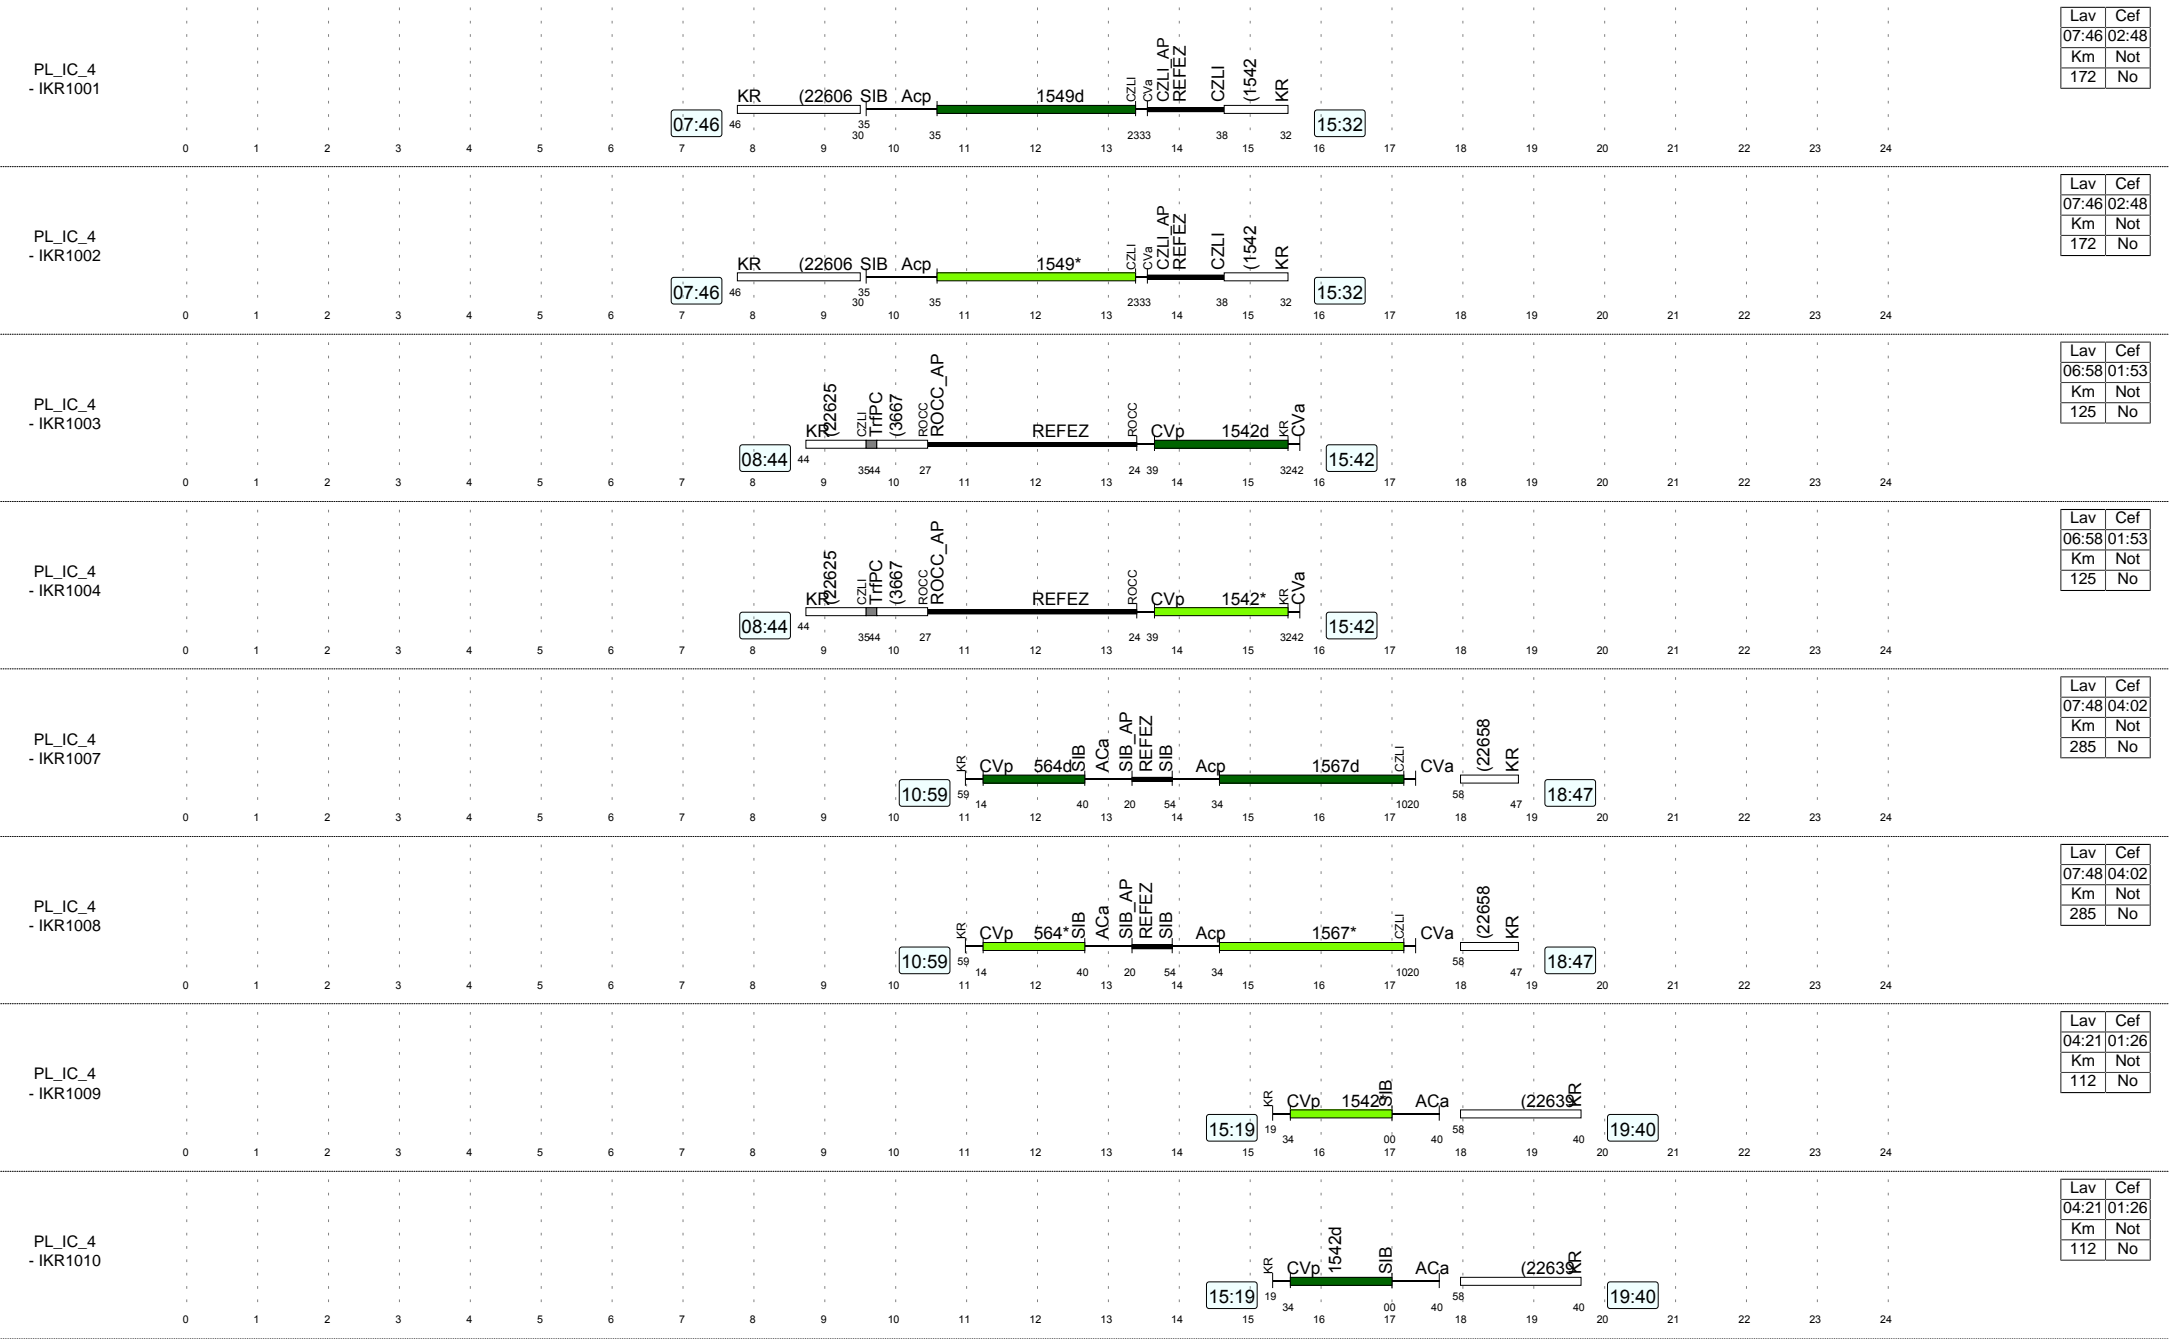 Lav Cef
07:46 02:48
Km Not
172 No
PL_IC_4
- IKR1001
CZLI CVa CZLI_AP REFEZ CZLI (1542 KR
KR (22606 SIB Acp 1549d
07:46 46 35 30 35 2333 38 32 15:32
0 1 2 3 4 5 6 7 8 9 10 11 12 13 14 15 16 17 18 19 20 21 22 23 24
Lav Cef
07:46 02:48
Km Not
172 No
PL_IC_4
- IKR1002
CZLI CVa CZLI_AP REFEZ CZLI (1542 KR
KR (22606 SIB Acp 1549*
07:46 46 35 30 35 2333 38 32 15:32
0 1 2 3 4 5 6 7 8 9 10 11 12 13 14 15 16 17 18 19 20 21 22 23 24
Lav Cef
06:58 01:53
Km Not
125 No
PL_IC_4
- IKR1003
(22625 CZLI TrfPC (3667 ROCC ROCC_AP ROCC KR CVa
KR REFEZ CVp 1542d
08:44 44 3544 27 24 39 3242 15:42
0 1 2 3 4 5 6 7 8 9 10 11 12 13 14 15 16 17 18 19 20 21 22 23 24
Lav Cef
06:58 01:53
Km Not
125 No
PL_IC_4
- IKR1004
(22625 CZLI TrfPC (3667 ROCC ROCC_AP ROCC KR CVa
KR REFEZ CVp 1542*
08:44 44 3544 27 24 39 3242 15:42
0 1 2 3 4 5 6 7 8 9 10 11 12 13 14 15 16 17 18 19 20 21 22 23 24
Lav Cef
07:48 04:02
Km Not
285 No
PL_IC_4
- IKR1007
KR SIB ACa SIB_AP REFEZ SIB CZLI (22658 KR
CVp 564d Acp 1567d CVa
10:59 59 14 40 20 54 34 1020 58 47 18:47
0 1 2 3 4 5 6 7 8 9 10 11 12 13 14 15 16 17 18 19 20 21 22 23 24
Lav Cef
07:48 04:02
Km Not
285 No
PL_IC_4
- IKR1008
KR SIB ACa SIB_AP REFEZ SIB CZLI (22658 KR
CVp 564* Acp 1567* CVa
10:59 59 14 40 20 54 34 1020 58 47 18:47
0 1 2 3 4 5 6 7 8 9 10 11 12 13 14 15 16 17 18 19 20 21 22 23 24
Lav Cef
04:21 01:26
Km Not
112 No
PL_IC_4
- IKR1009
KR SIB KR
CVp 1542* ACa (22639
15:19 19 34 00 40 58 40 19:40
0 1 2 3 4 5 6 7 8 9 10 11 12 13 14 15 16 17 18 19 20 21 22 23 24
Lav Cef
04:21 01:26
Km Not
112 No
PL_IC_4
- IKR1010
KR 1542d SIB KR
CVp ACa (22639
15:19 19 34 00 40 58 40 19:40
0 1 2 3 4 5 6 7 8 9 10 11 12 13 14 15 16 17 18 19 20 21 22 23 24